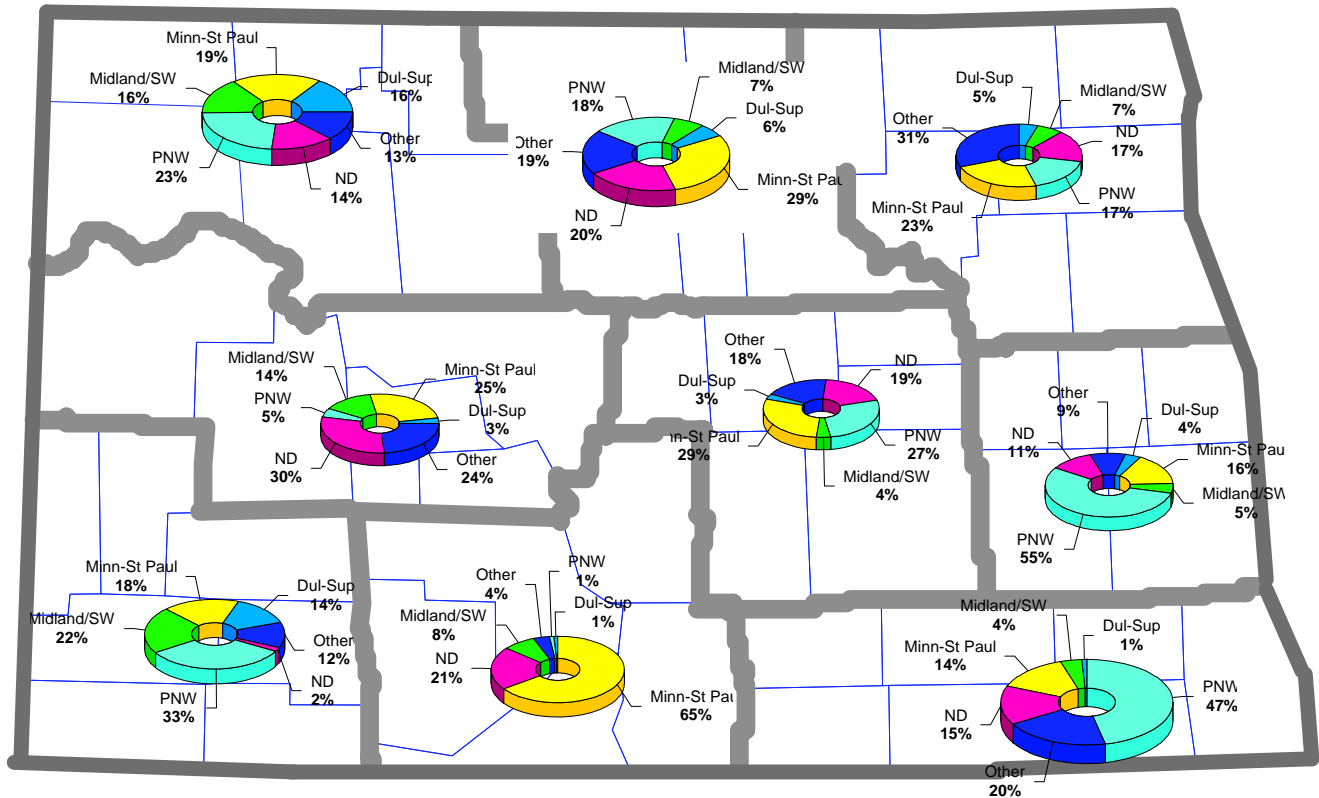 Minn-St Paul
19%
Dul-Sup
16%
Midland/SW
16%
Other
13%
PNW
23%
ND
14%
Midland/SW
7%
PNW
18%
Dul-Sup
6%
Other
19%
Minn-St Pau
29%
ND
20%
Dul-Sup
5%
Midland/SW
7%
Other
31%
ND
17%
PNW
17%
Minn-St Paul
23%
Midland/SW
14%
Minn-St Paul
25%
PNW
5%
Dul-Sup
3%
ND
30%
Other
24%
Other
18%
ND
19%
Dul-Sup
3%
nn-St Paul
29%
PNW
27%
Midland/SW
4%
Other
9%
Dul-Sup
4%
ND
11%
Minn-St Pau
16%
Midland/SW
5%
PNW
55%
Minn-St Paul
18%
Dul-Sup
14%
Midland/SW
22%
Other
12%
ND
2%
PNW
33%
PNW
1%
Other
4%
Dul-Sup
1%
Midland/SW
8%
ND
21%
Minn-St Pau
65%
Midland/SW
4%
Dul-Sup
1%
Minn-St Paul
14%
PNW
47%
ND
15%
Other
20%